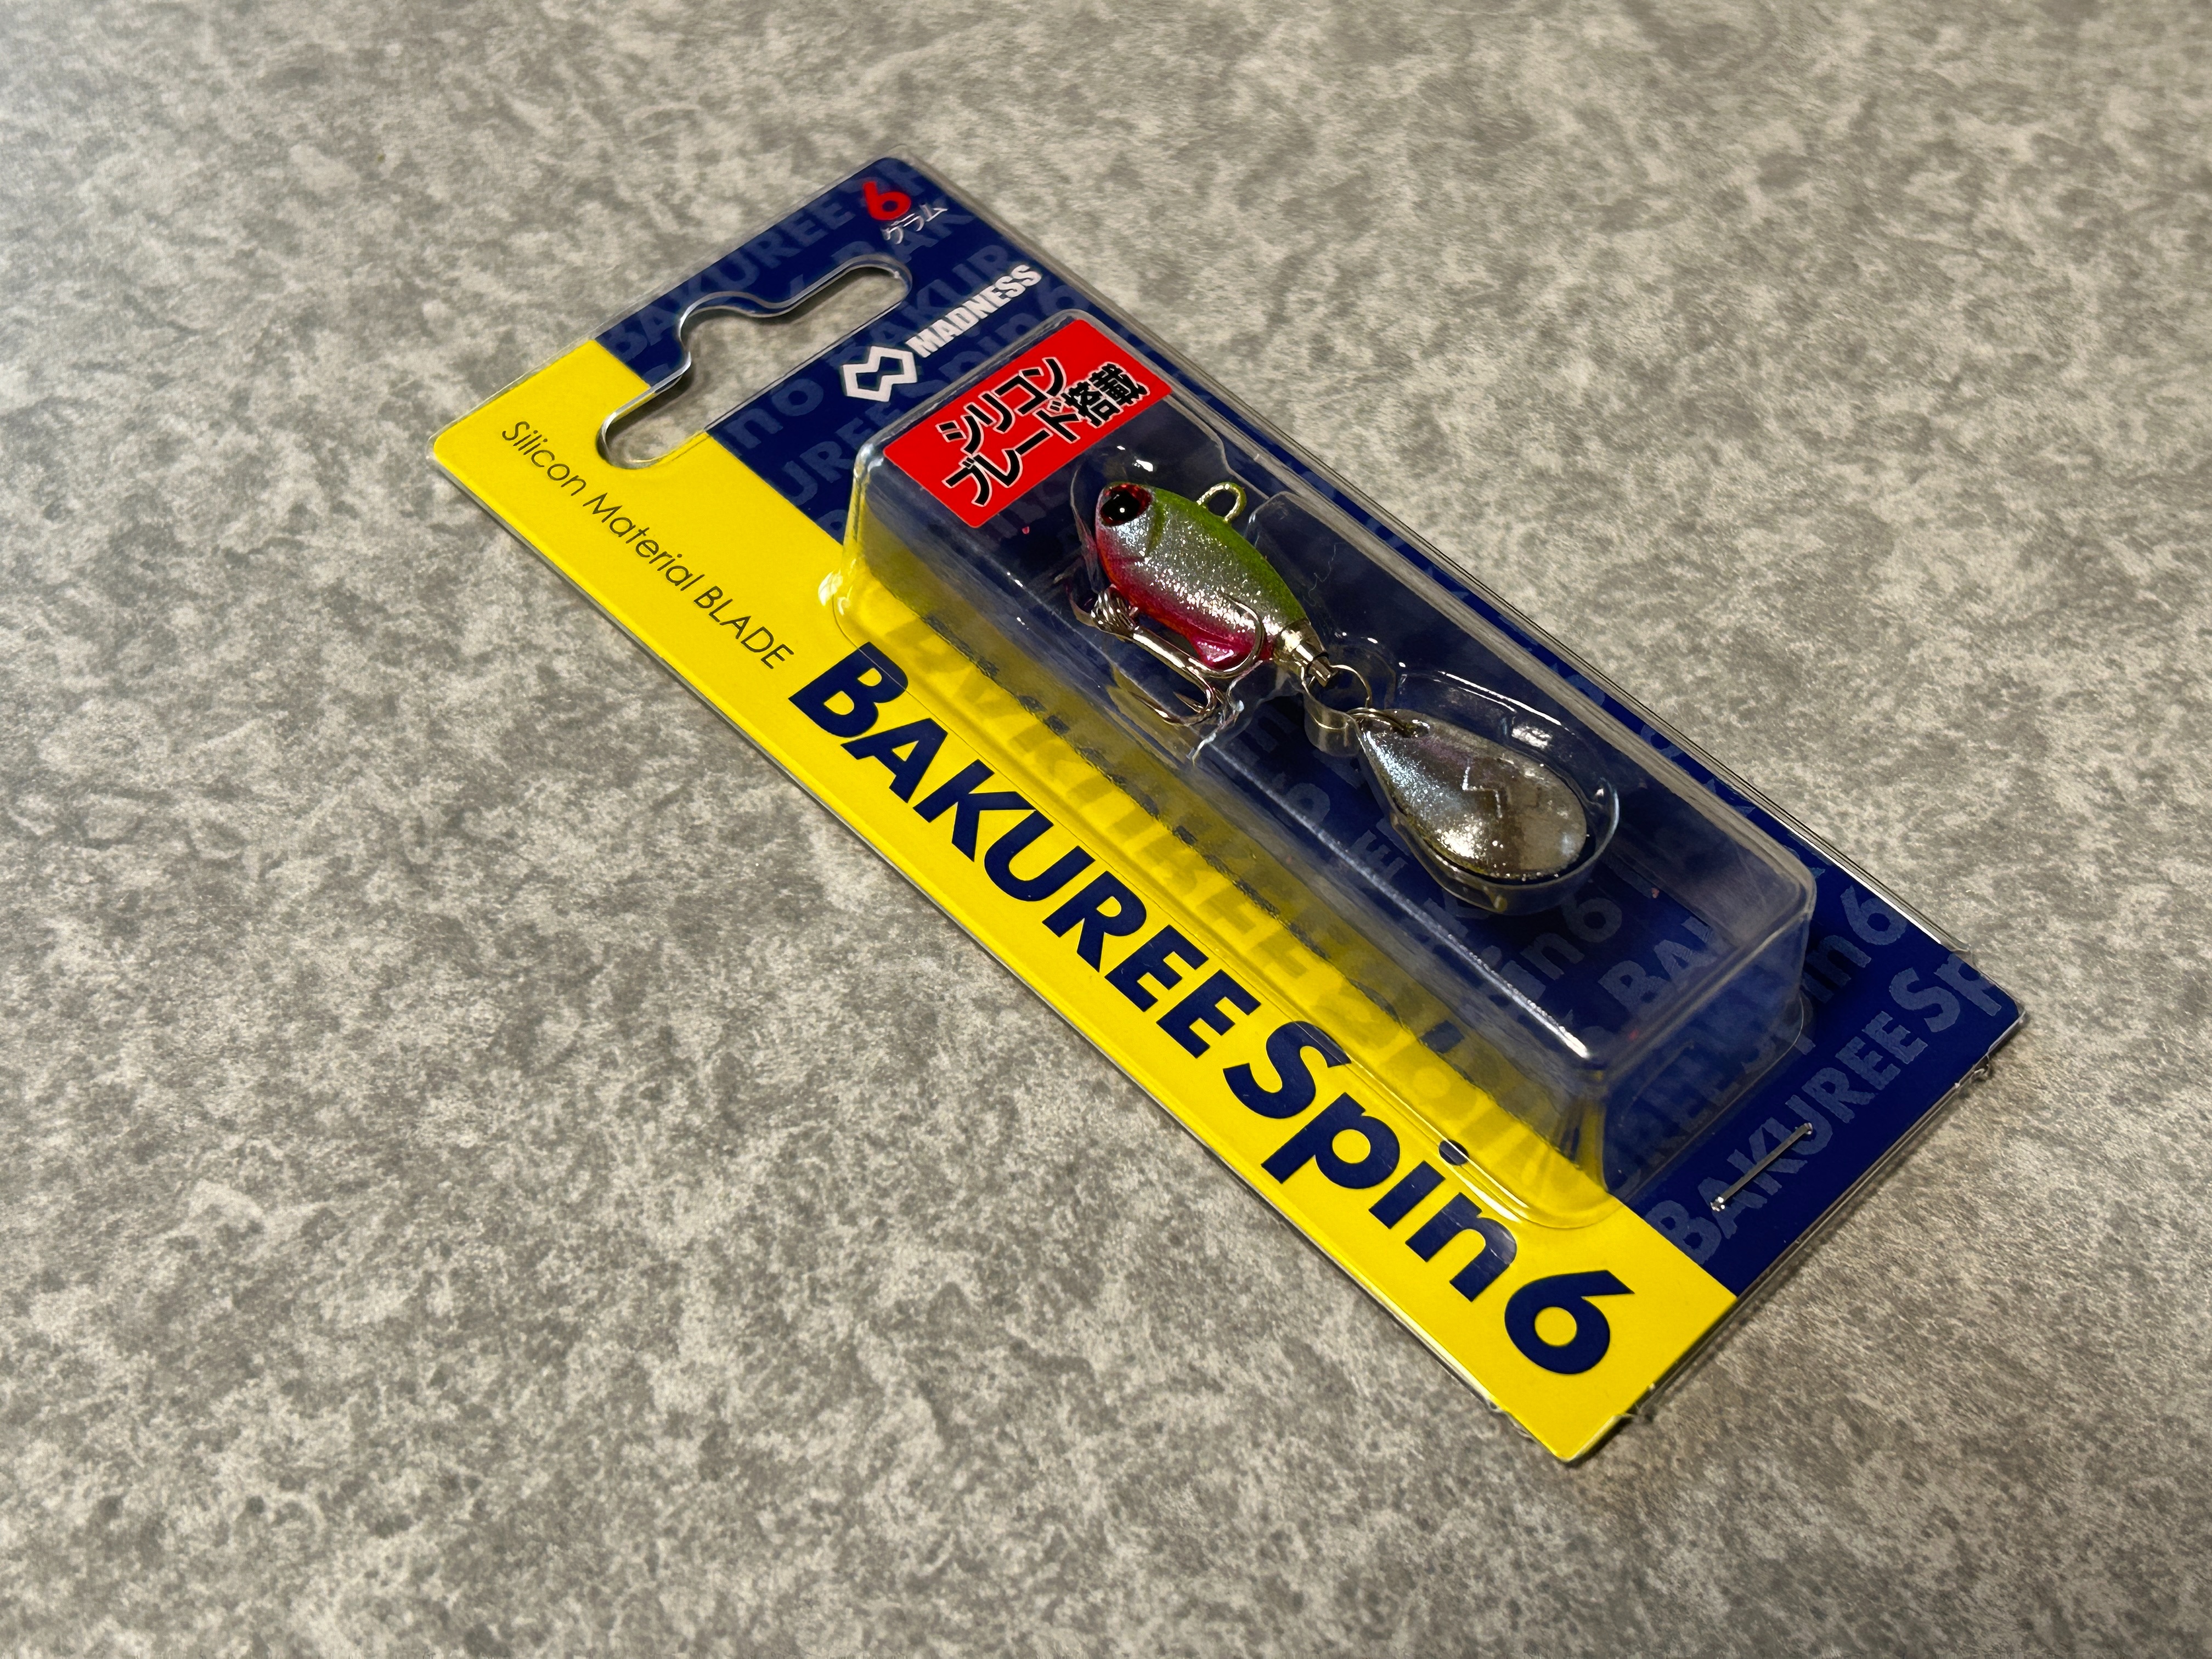 6
グラム
MADNESS
シリコン
ブレード搭載
Silicon Material BLADE
BAKUREE Spin6